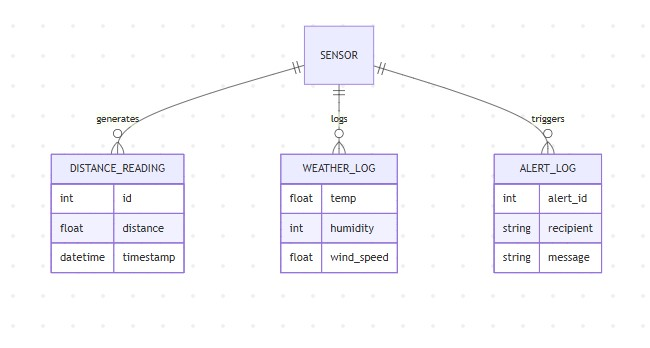 SENSOR
generates
logs
triggers
DISTANCE_READING
int id
float distance
datetime timestamp
WEATHER_LOG
float temp
int humidity
float wind_speed
ALERT_LOG
int alert_id
string recipient
string message